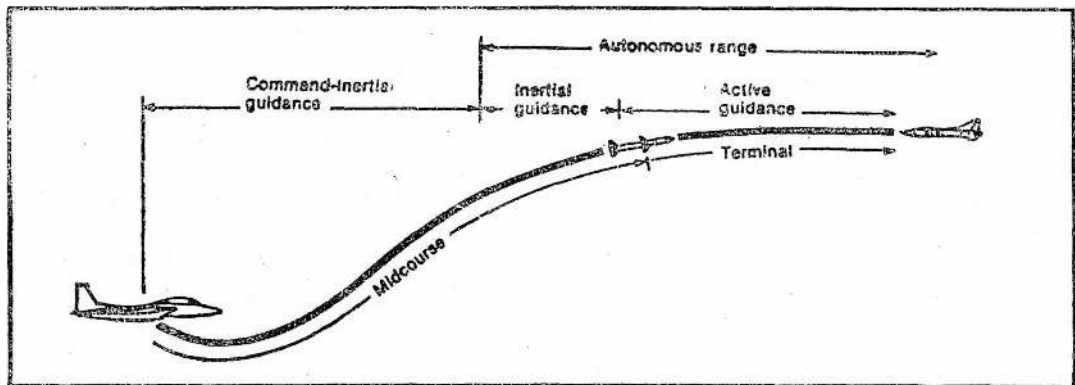 Autonomous range
Command-inertial
guidance
Inertial
guidance
Active
guidance
Terminal
Midcourse